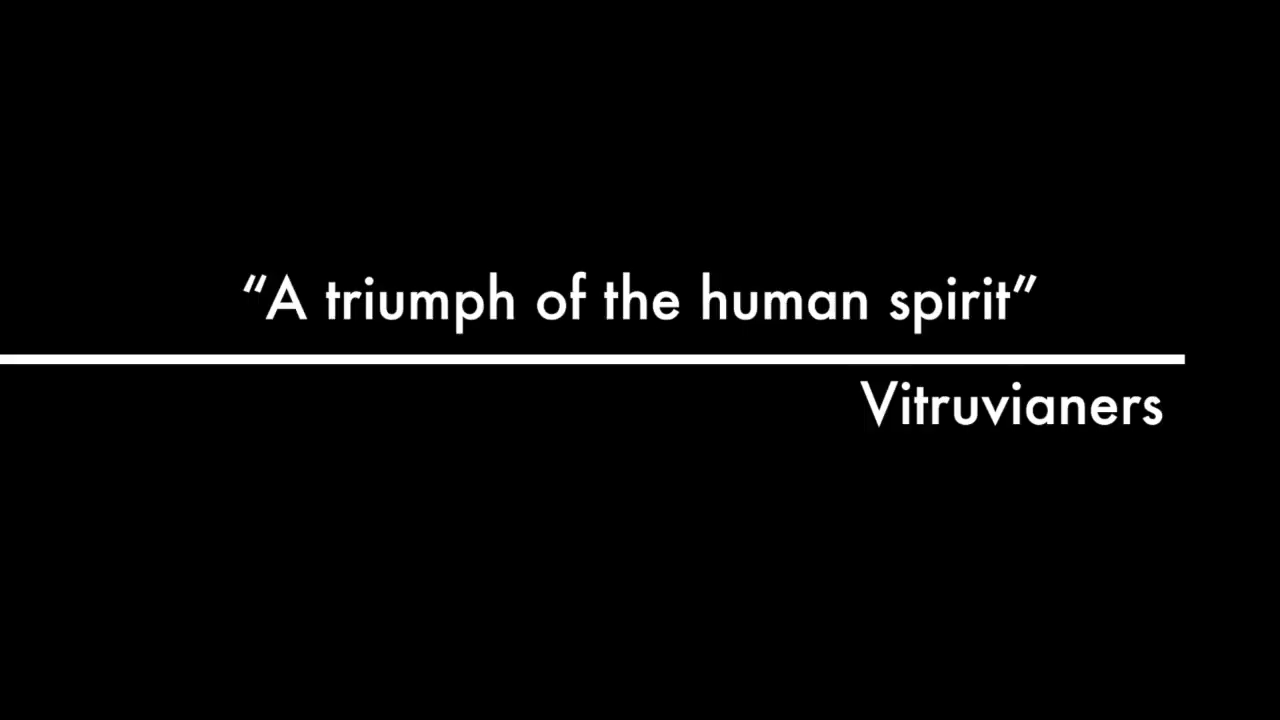 “A triumph of the human spirit”
Vitruvianers